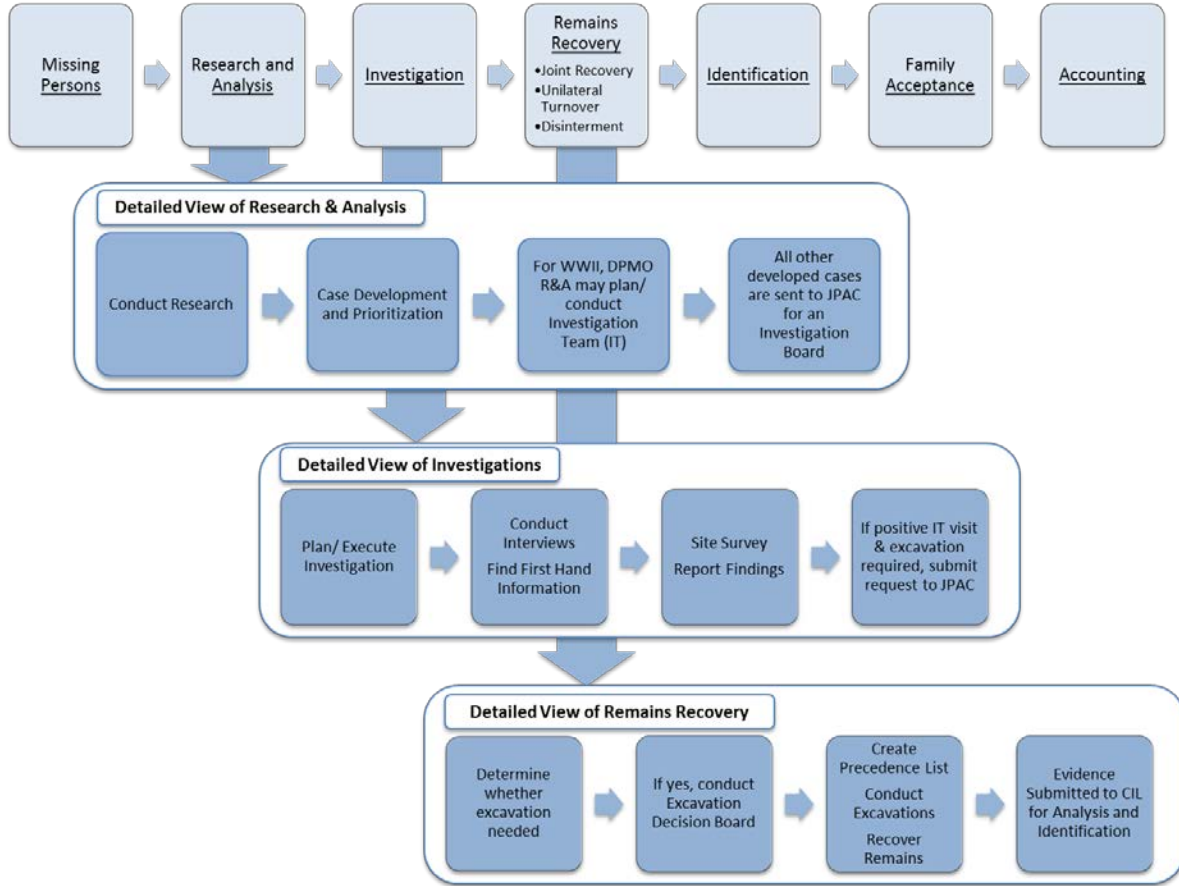 Missing
Persons
Research and
Analysis
Investigation
Remains
Recovery
•Joint Recovery
•Unilateral
Turnover
•Disinterment
Identification
Family
Acceptance
Accounting
Detailed View of Research & Analysis
Conduct Research
Case Development
and Prioritization
For WWII, DPMO
R&A may plan/
conduct
Investigation
Team (IT)
All other
developed cases
are sent to JPAC
for an
Investigation
Board
Detailed View of Investigations
Plan/ Execute
Investigation
Conduct
Interviews
Find First Hand
Information
Site Survey
Report Findings
If positive IT visit
& excavation
required, submit
request to JPAC
Detailed View of Remains Recovery
Determine
whether
excavation
needed
If yes, conduct
Excavation
Decision Board
Create
Precedence List
Conduct
Excavations
Recover
Remains
Evidence
Submitted to CIL
for Analysis and
Identification